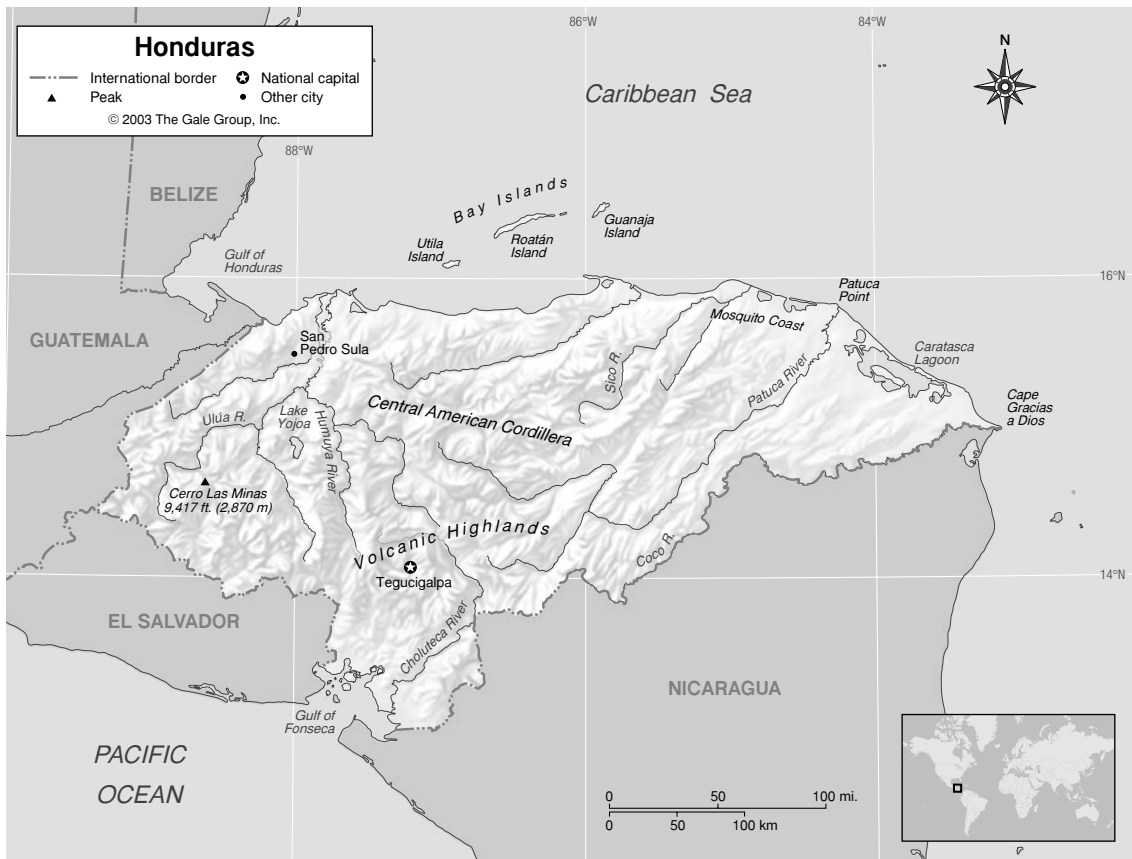 Honduras
International border
National capital
Peak
Other city
© 2003 The Gale Group, Inc.
86°W
84°W
N
Caribbean Sea
88°W
BELIZE
Bay Islands
Guanaja
Island
Roatán
Island
Utila
Island
Gulf of
Honduras
16°N
Patuca
Point
Mosquito Coast
GUATEMALA
San
Pedro Sula
Caratasca
Lagoon
Sico R.
Patuca River
Cape
Gracias
a Dios
Central American Cordillera
Ulúa R.
Lake
Yojoa
Humuya River
Cerro Las Minas
9,417 ft. (2,870 m)
Volcanic Highlands
Coco R.
Tegucigalpa
14°N
EL SALVADOR
Choluteca River
NICARAGUA
Gulf of
Fonseca
PACIFIC
OCEAN
0 50 100 mi.
0 50 100 km